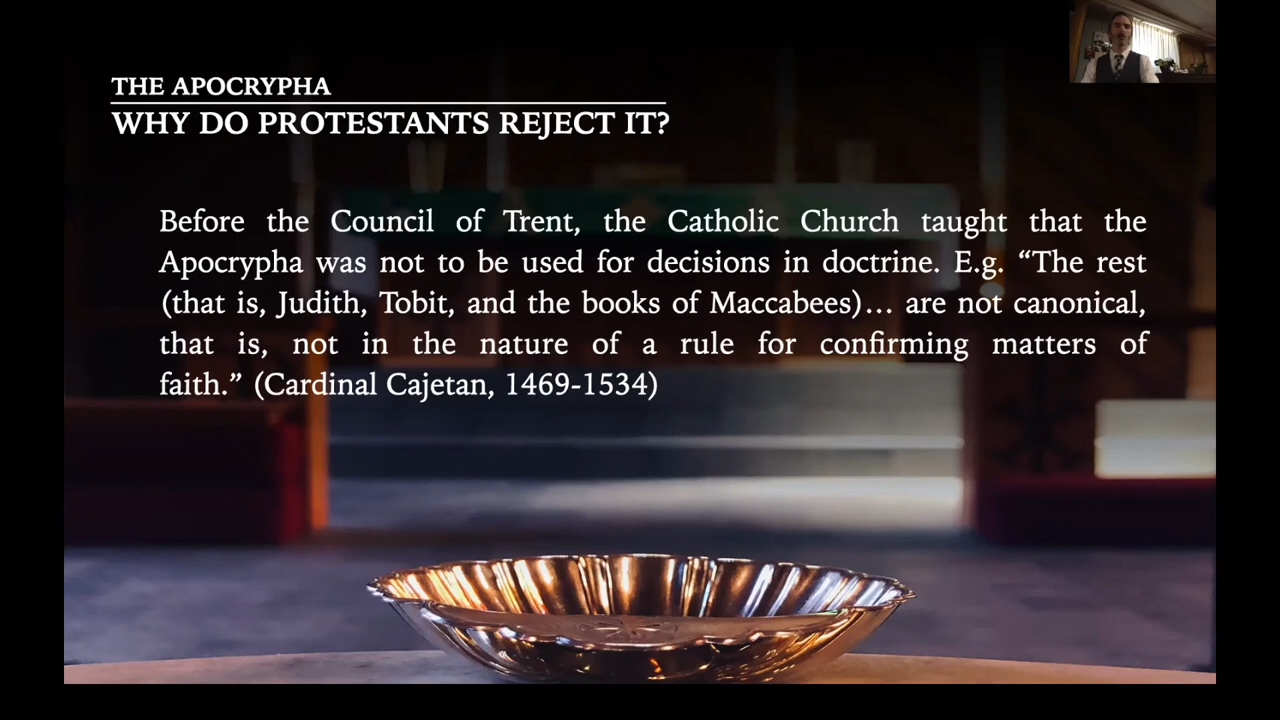 THE APOCRYPHA
WHY DO PROTESTANTS REJECT IT?
Before the Council of Trent, the Catholic Church taught that the
Apocrypha was not to be used for decisions in doctrine. E.g. “The rest
(that is, Judith, Tobit, and the books of Maccabees)… are not canonical,
that is, not in the nature of a rule for confirming matters of
faith.” (Cardinal Cajetan, 1469-1534)